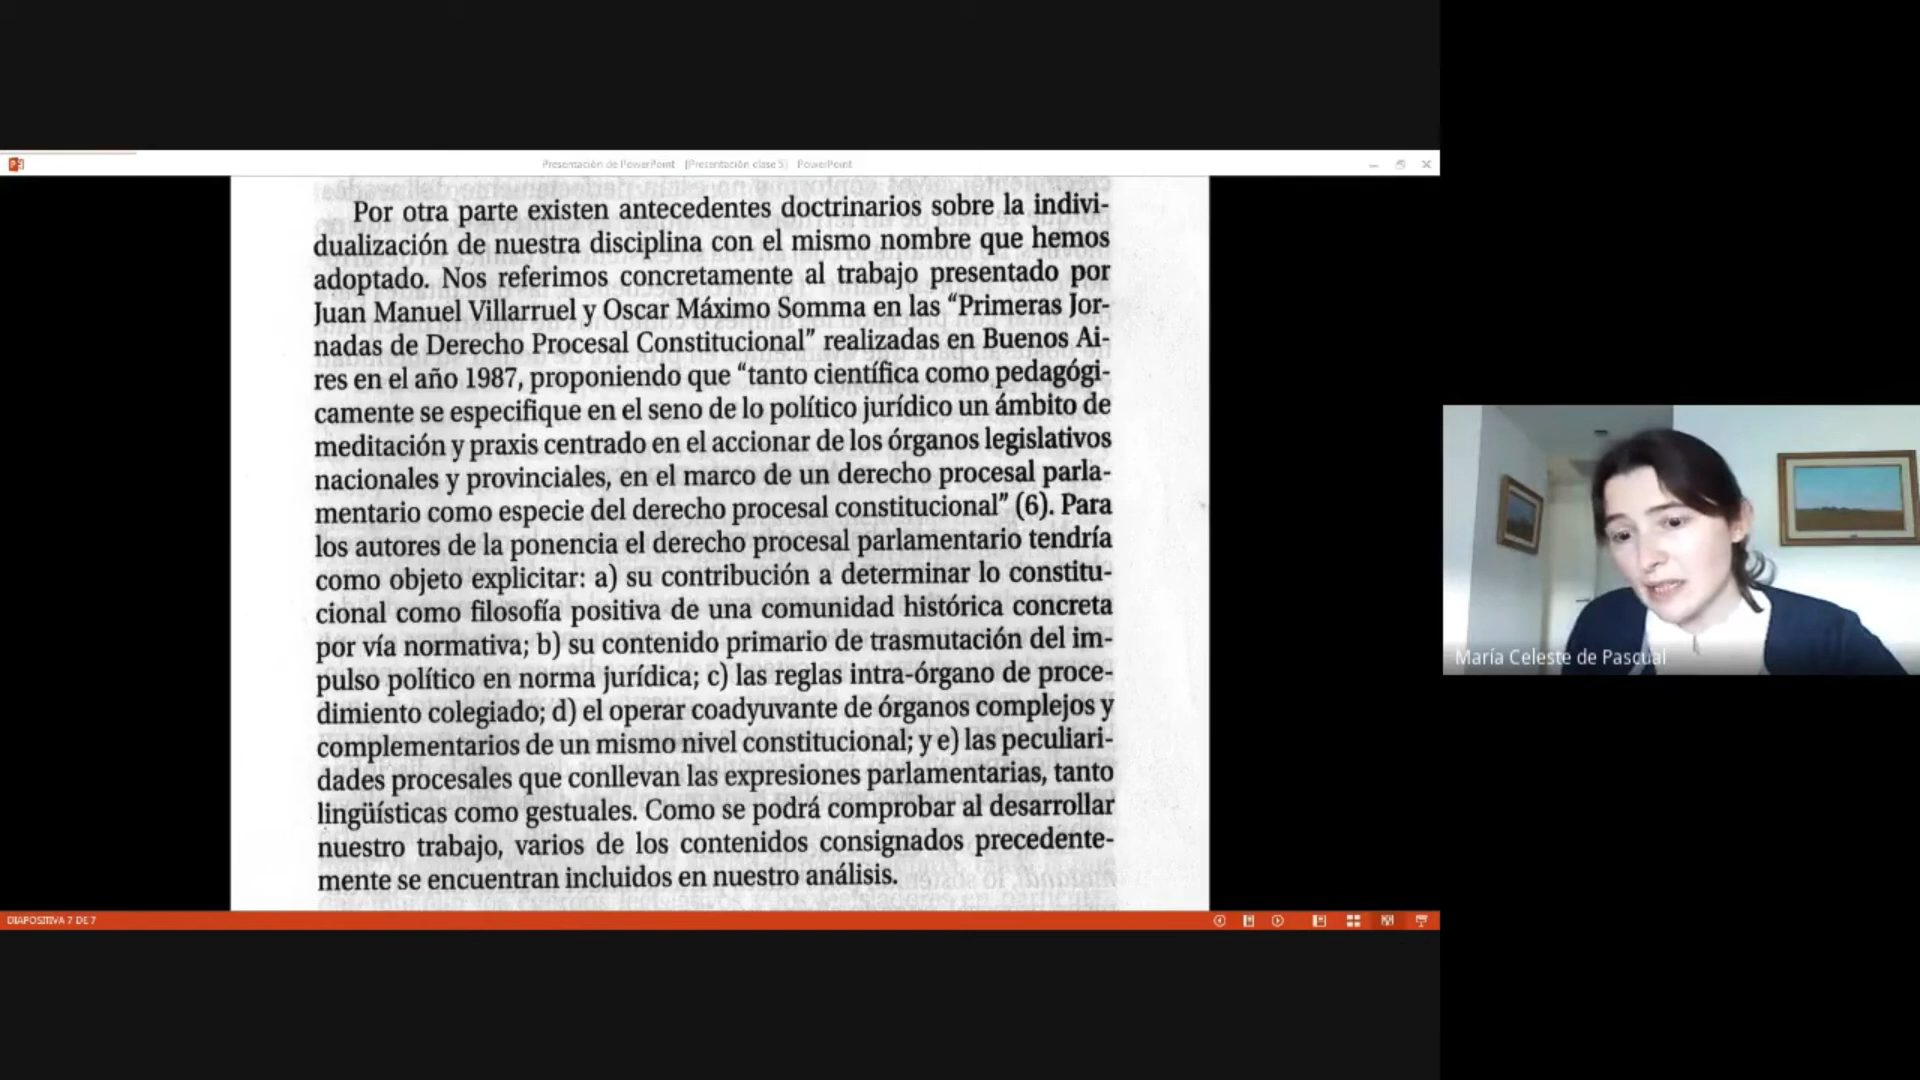 Presentación de PowerPoint [Presentación clase 5] PowerPoint
Por otra parte existen antecedentes doctrinarios sobre la indivi-
dualización de nuestra disciplina con el mismo nombre que hemos
adoptado. Nos referimos concretamente al trabajo presentado por
Juan Manuel Villarruel y Oscar Máximo Somma en las “Primeras Jor-
nadas de Derecho Procesal Constitucional” realizadas en Buenos Ai-
res en el año 1987, proponiendo que “tanto científica como pedagógi-
camente se especifique en el seno de lo político jurídico un ámbito de
meditación y praxis centrado en el accionar de los órganos legislativos
nacionales y provinciales, en el marco de un derecho procesal parla-
mentario como especie del derecho procesal constitucional” (6). Para
los autores de la ponencia el derecho procesal parlamentario tendría
como objeto explicitar: a) su contribución a determinar lo constitu-
cional como filosofía positiva de una comunidad histórica concreta
por vía normativa; b) su contenido primario de trasmutación del im-
pulso político en norma jurídica; c) las reglas intra-órgano de proce-
dimiento colegiado; d) el operar coadyuvante de órganos complejos y
complementarios de un mismo nivel constitucional; y e) las peculiari-
dades procesales que conllevan las expresiones parlamentarias, tanto
lingüísticas como gestuales. Como se podrá comprobar al desarrollar
nuestro trabajo, varios de los contenidos consignados precedente-
mente se encuentran incluidos en nuestro análisis.
DIAPOSITIVA 7 DE 7
María Celeste de Pascual